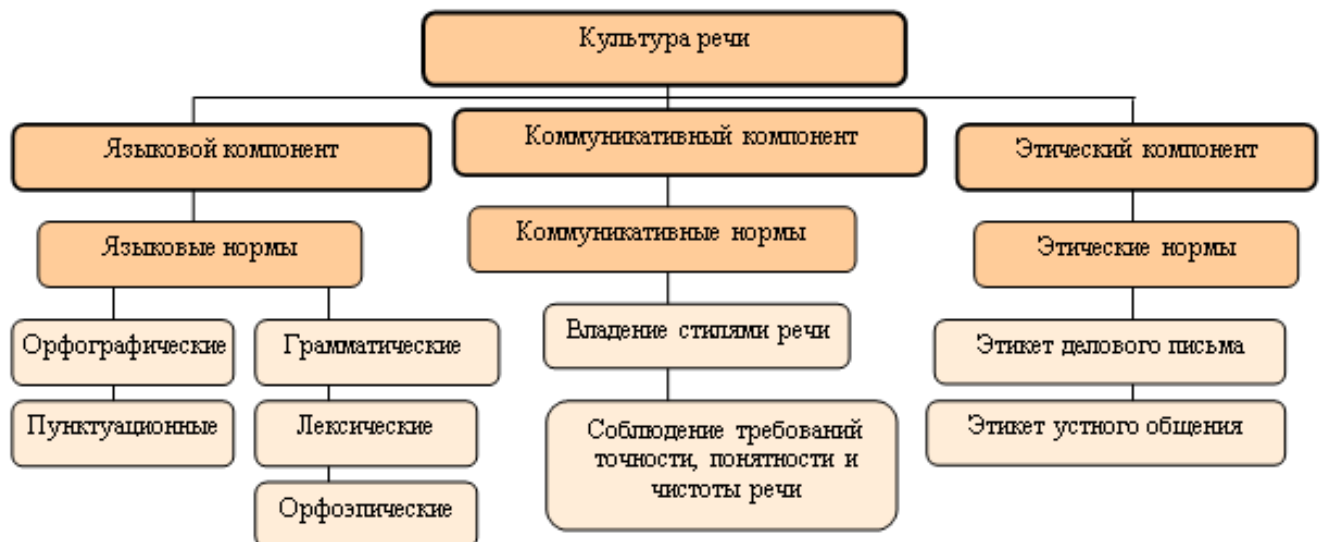 Культура речи
Языковой компонент
Коммуникативный компонент
Этический компонент
Языковые нормы
Коммуникативные нормы
Этические нормы
Орфографические
Грамматические
Владение стилями речи
Этикет делового письма
Пунктуационные
Лексические
Соблюдение требований
точности, понятности и
чистоты речи
Этикет устного общения
Орфоэпические